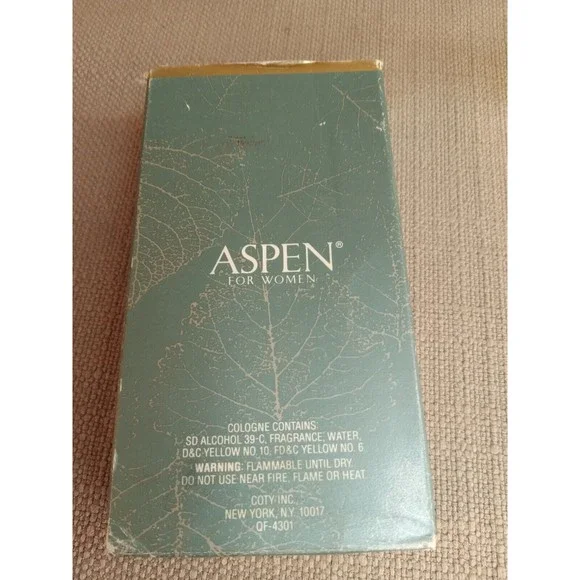 ASPEN®
FOR WOMEN
COLOGNE CONTAINS:
SD ALCOHOL 39-C, FRAGRANCE, WATER,
D&C YELLOW NO. 10, FD&C YELLOW NO. 6
WARNING: FLAMMABLE UNTIL DRY.
DO NOT USE NEAR FIRE, FLAME OR HEAT.
COTY INC.
NEW YORK, N.Y. 10017
QF-4301